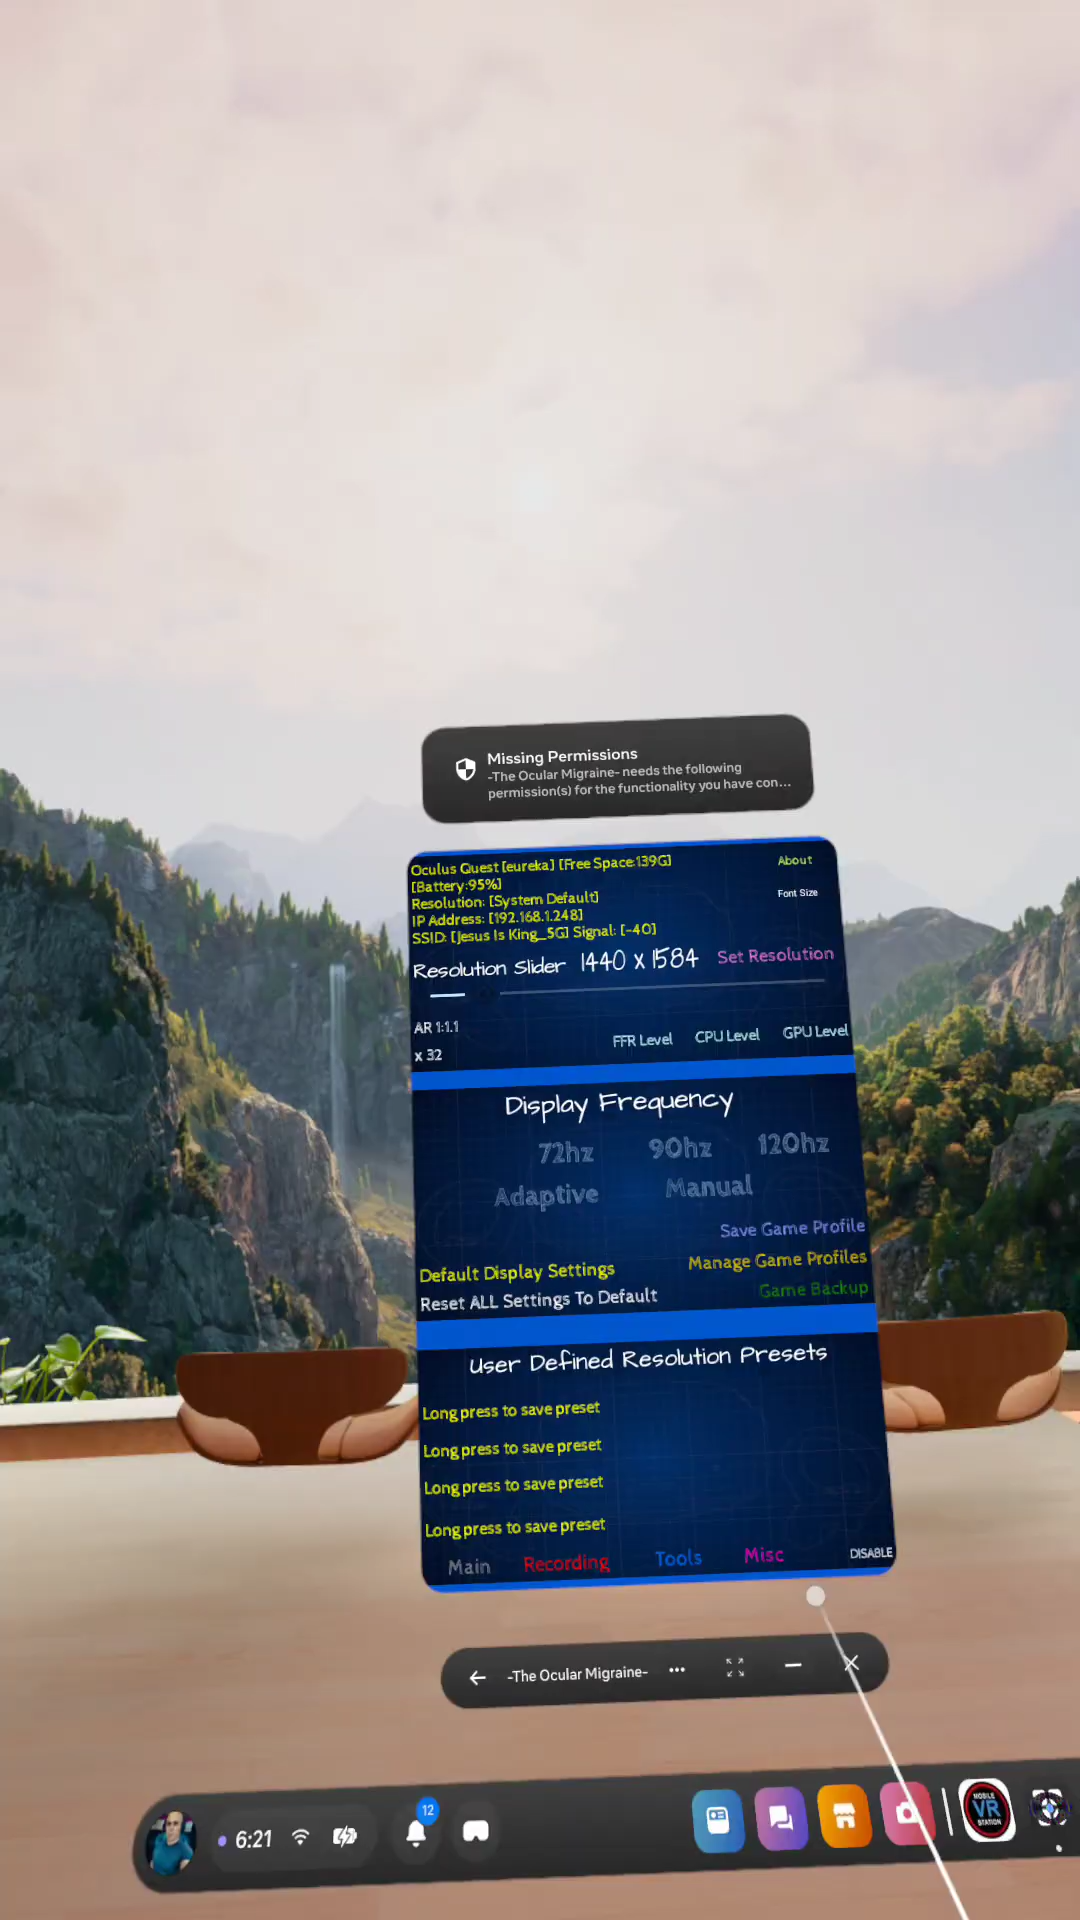 Missing Permissions
-The Ocular Migraine- needs the following
permission(s) for the functionality you have con...
Oculus Quest [eureka] [Free Space:139G]
[Battery:95%]
Resolution: [System Default]
IP Address: [192.168.1.248]
SSID: [Jesus Is King_5G] Signal: [-40]
About
Font Size
Resolution Slider 1440 x 1584 Set Resolution
AR 1:1.1
x 32
FFR Level CPU Level GPU Level
Display Frequency
72hz 90hz 120hz
Adaptive Manual
Save Game Profile
Default Display Settings Manage Game Profiles
Reset ALL Settings To Default Game Backup
User Defined Resolution Presets
Long press to save preset
Long press to save preset
Long press to save preset
Long press to save preset
Main Recording Tools Misc DISABLE
-The Ocular Migraine-
6:21
12
MOBILE
VR
STATION